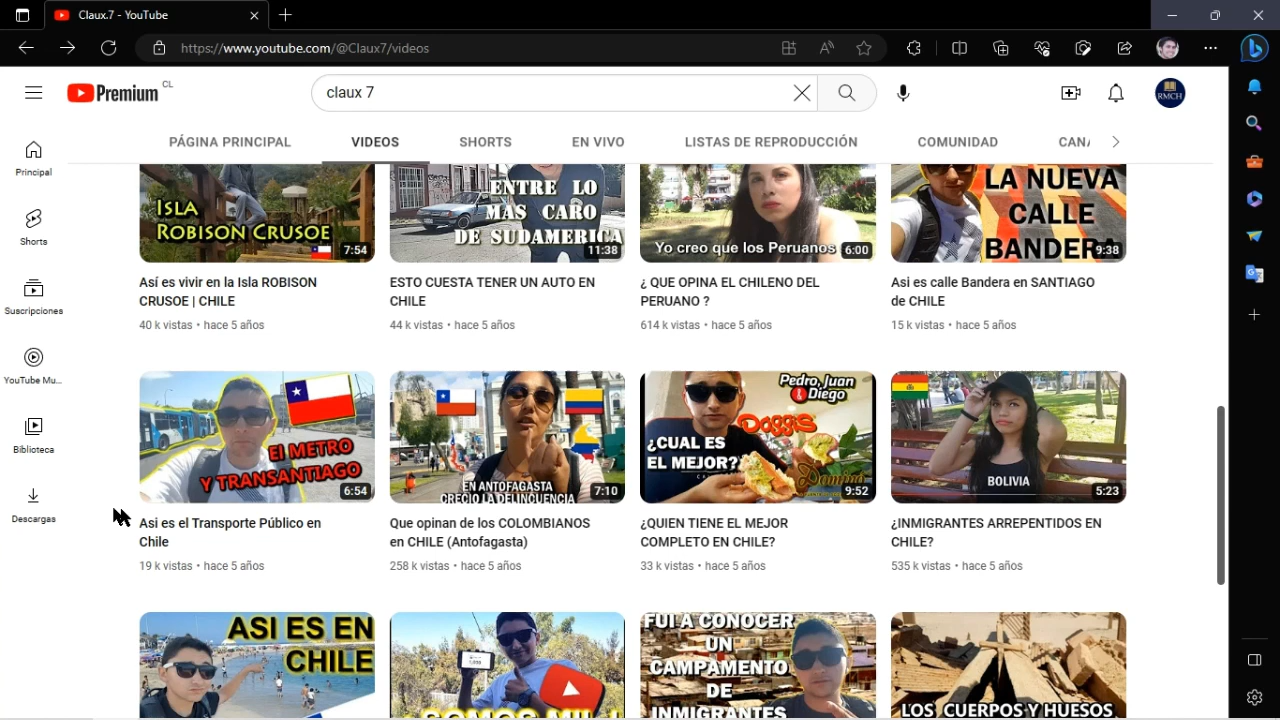 Claux.7 - YouTube
https://www.youtube.com/@Claux7/videos
Premium CL
claux 7
RMCH
PÁGINA PRINCIPAL VIDEOS SHORTS EN VIVO LISTAS DE REPRODUCCIÓN COMUNIDAD
Principal
Shorts
Suscripciones
YouTube Mu...
Biblioteca
Descargas
ISLA
ROBISON CRUSOE
7:54
ENTRE LO
MAS CARO
DE SUDAMERICA
11:38
Yo creo que los Peruanos
6:00
LA NUEVA
CALLE
BANDERA
9:38
Así es vivir en la Isla ROBISON
CRUSOE | CHILE
40 k vistas • hace 5 años
ESTO CUESTA TENER UN AUTO EN
CHILE
44 k vistas • hace 5 años
¿ QUE OPINA EL CHILENO DEL
PERUANO ?
614 k vistas • hace 5 años
Asi es calle Bandera en SANTIAGO
de CHILE
15 k vistas • hace 5 años
El METRO
Y TRANSANTIAGO
6:54
EN ANTOFAGASTA
CRECIO LA DELINCUENCIA
7:10
Pedro, Juan
Diego
DOGGIS
¿CUAL ES
EL MEJOR?
Domino
9:52
BOLIVIA
5:23
Asi es el Transporte Público en
Chile
19 k vistas • hace 5 años
Que opinan de los COLOMBIANOS
en CHILE (Antofagasta)
258 k vistas • hace 5 años
¿QUIEN TIENE EL MEJOR
COMPLETO EN CHILE?
33 k vistas • hace 5 años
¿INMIGRANTES ARREPENTIDOS EN
CHILE?
535 k vistas • hace 5 años
ASI ES EN
CHILE
SOMOS MIL !
FUI A CONOCER
UN
CAMPAMENTO
DE
INMIGRANTES
LOS CUERPOS Y HUESOS